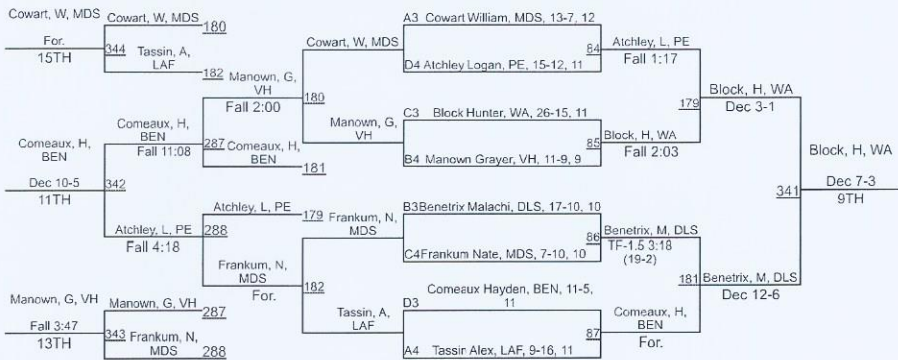 Cowart, W, MDS
For.
15TH
344
Cowart, W, MDS
180
Tassin, A,
LAF
182
Comeaux, H,
BEN
Dec 10-5
11TH
342
Comeaux, H,
BEN
Fall 11:08
287
Manown, G,
VH
Fall 2:00
Comeaux, H,
BEN
181
180
Cowart, W, MDS
Manown, G,
VH
A3 Cowart William, MDS, 13-7, 12
84
D4 Atchley Logan, PE, 15-12, 11
C3 Block Hunter, WA, 26-15, 11
85
B4 Manown Grayer, VH, 11-9, 9
Atchley, L, PE
Fall 1:17
179
Block, H, WA
Fall 2:03
Block, H, WA
Dec 3-1
341
Block, H, WA
Dec 7-3
9TH
Atchley, L, PE
Fall 4:18
288
Atchley, L, PE
179
Frankum, N,
MDS
For.
182
Frankum, N,
MDS
Tassin, A,
LAF
B3 Benetrix Malachi, DLS, 17-10, 10
86
C4 Frankum Nate, MDS, 7-10, 10
D3 Comeaux Hayden, BEN, 11-5,
11
87
A4 Tassin Alex, LAF, 9-16, 11
Benetrix, M, DLS
TF-1.5 3:18
(19-2)
181
Comeaux, H,
BEN
For.
Benetrix, M, DLS
Dec 12-6
Manown, G, VH
Fall 3:47
13TH
343
Manown, G, VH
287
Frankum, N,
MDS
288